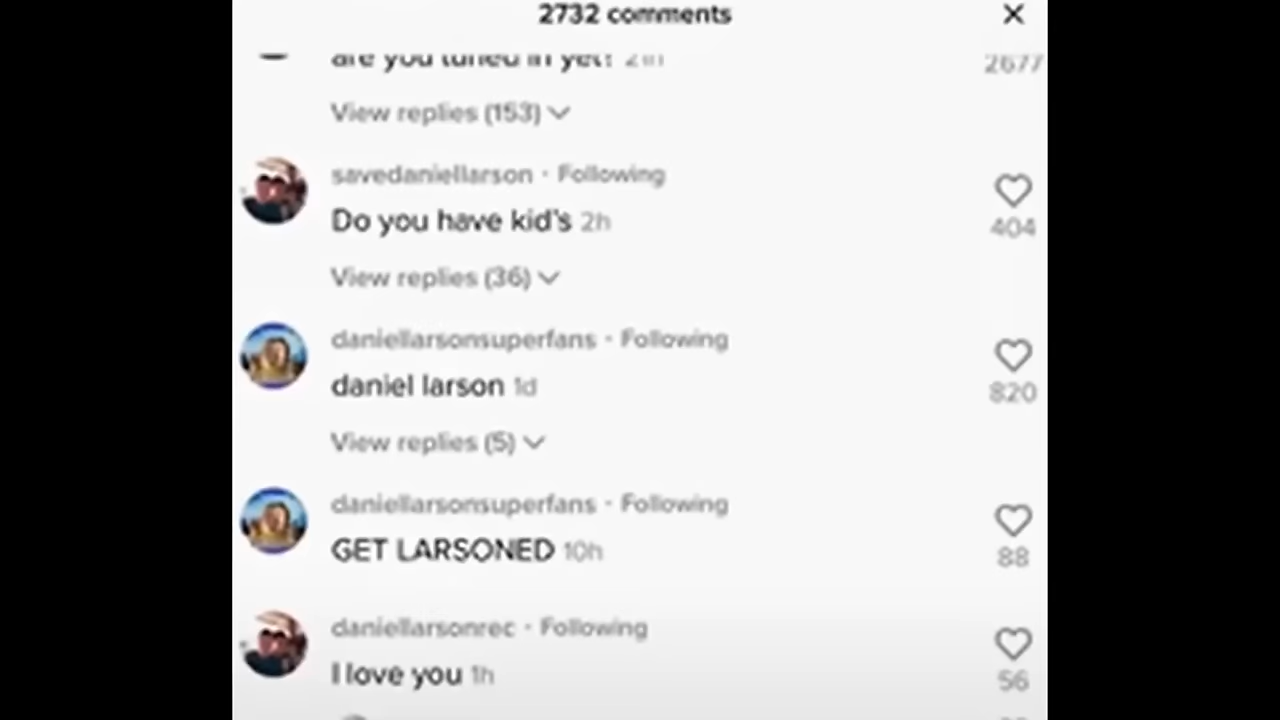 2732 comments
are you tuned in yet? 21h
2677
View replies (153)
savedaniellarson · Following
Do you have kid's 2h
404
View replies (36)
daniellarsonsuperfans · Following
daniel larson 1d
820
View replies (5)
daniellarsonsuperfans · Following
GET LARSONED 10h
88
daniellarsonrec · Following
I love you 1h
56